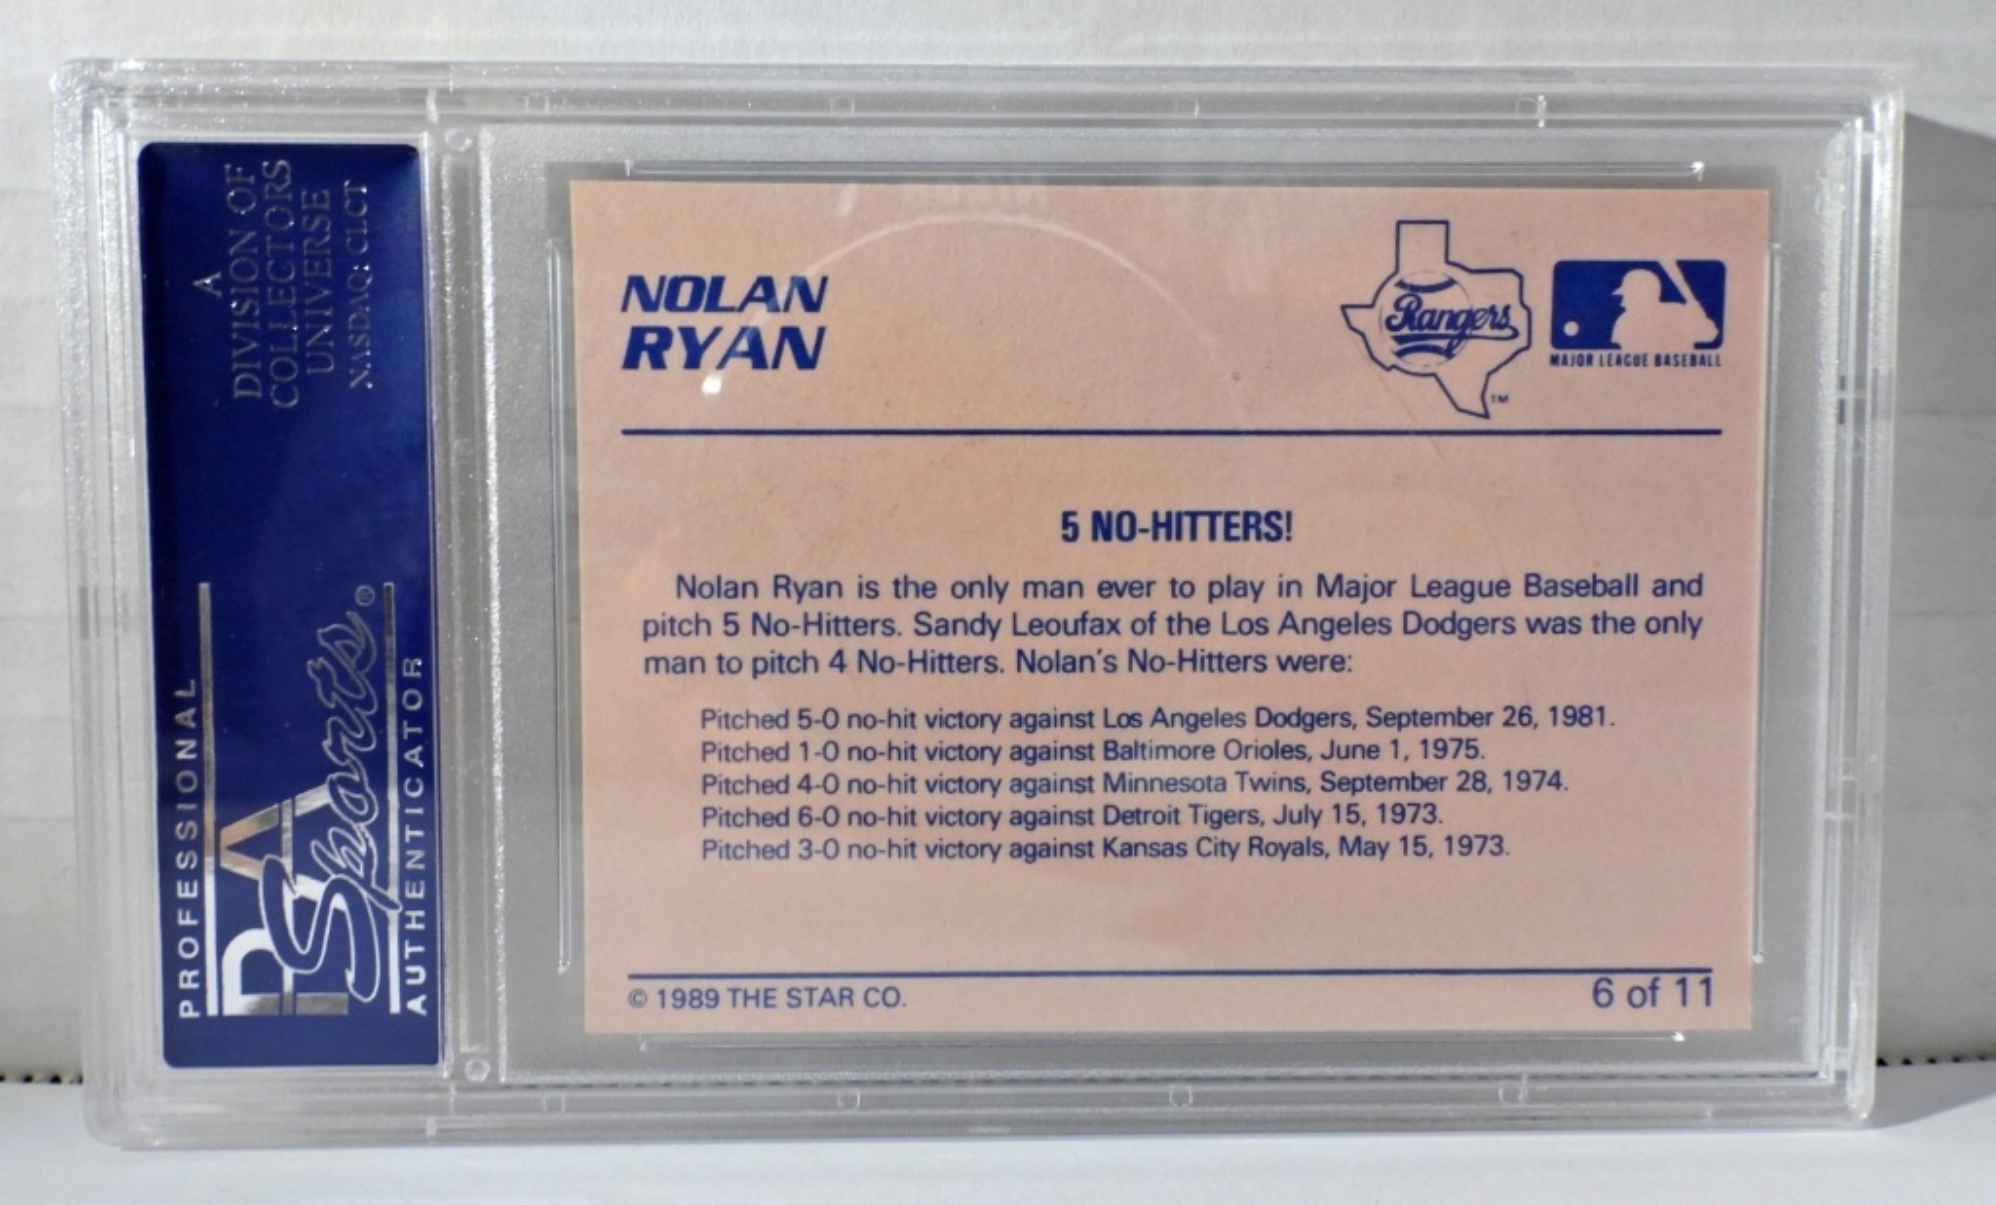 A
DIVISION OF
COLLECTORS
UNIVERSE
NASDAQ: CLCT
PROFESSIONAL
PSA
Sports®
AUTHENTICATOR
NOLAN
RYAN
Rangers
TM
MAJOR LEAGUE BASEBALL
5 NO-HITTERS!
Nolan Ryan is the only man ever to play in Major League Baseball and
pitch 5 No-Hitters. Sandy Leoufax of the Los Angeles Dodgers was the only
man to pitch 4 No-Hitters. Nolan's No-Hitters were:
Pitched 5-0 no-hit victory against Los Angeles Dodgers, September 26, 1981.
Pitched 1-0 no-hit victory against Baltimore Orioles, June 1, 1975.
Pitched 4-0 no-hit victory against Minnesota Twins, September 28, 1974.
Pitched 6-0 no-hit victory against Detroit Tigers, July 15, 1973.
Pitched 3-0 no-hit victory against Kansas City Royals, May 15, 1973.
© 1989 THE STAR CO.
6 of 11